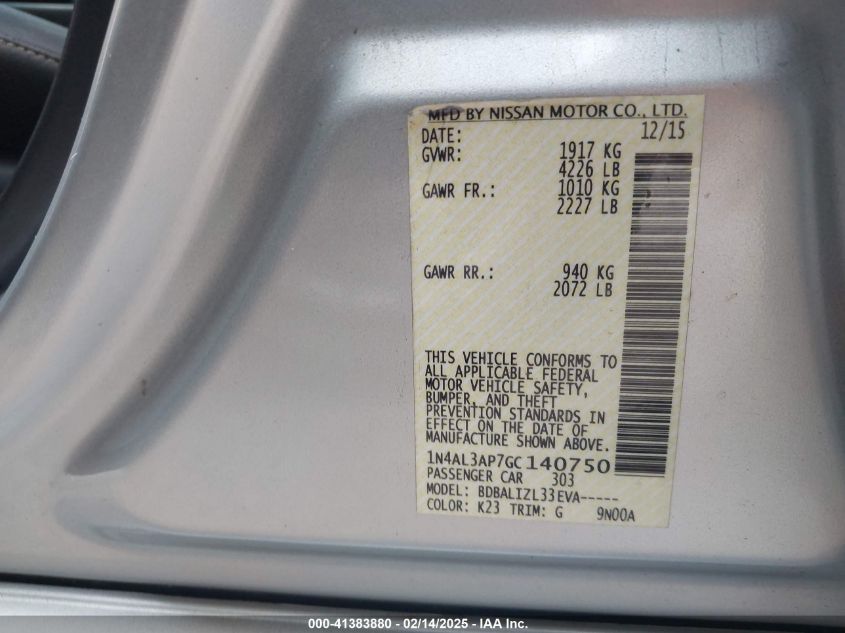 MFD BY NISSAN MOTOR CO., LTD.
DATE: 12/15
GVWR: 1917 KG
4226 LB
GAWR FR.: 1010 KG
2227 LB
GAWR RR.: 940 KG
2072 LB
THIS VEHICLE CONFORMS TO
ALL APPLICABLE FEDERAL
MOTOR VEHICLE SAFETY,
BUMPER, AND THEFT
PREVENTION STANDARDS IN
EFFECT ON THE DATE OF
MANUFACTURE SHOWN ABOVE.
1N4AL3AP7GC140750
PASSENGER CAR 303
MODEL: BDBALIZL33EVA-----
COLOR: K23 TRIM: G 9N00A
000-41383880 - 02/14/2025 - IAA Inc.